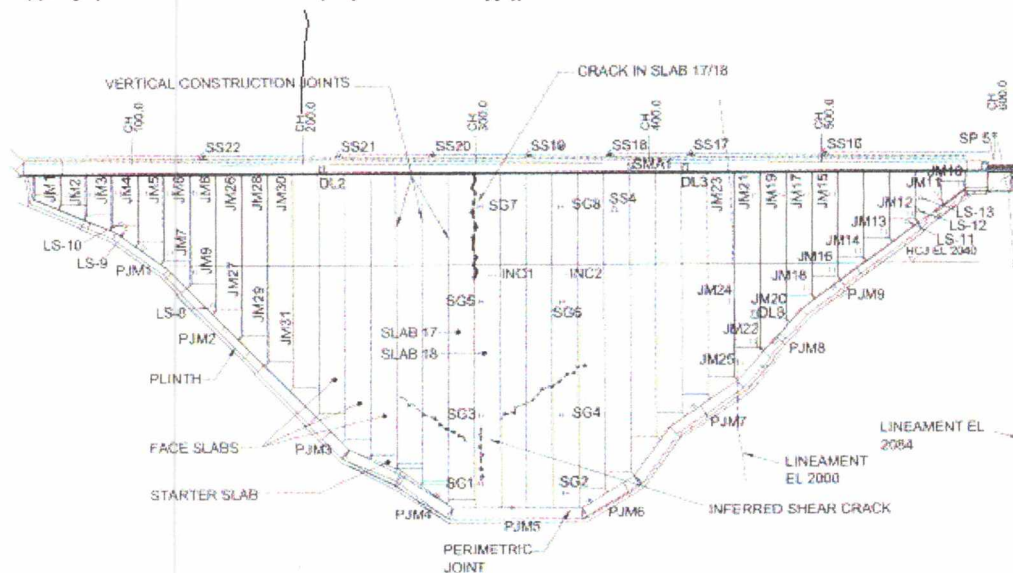 VERTICAL CONSTRUCTION JOINTS
CRACK IN SLAB 17/18
CH 100.0
CH 200.0
CH 300.0
CH 400.0
CH 500.0
CH 600.0
SS22
SS21
SS20
SS19
SS18
SMA1
SS17
SS16
SP 5
JM1
JM2
JM3
JM4
JM5
JM6
JM8
JM26
JM28
JM30
DL2
SG7
SG8
SS4
DL3
JM23
JM21
JM19
JM17
JM15
JM10
JM11
JM12
JM13
JM14
JM16
JM18
LS-13
LS-12
LS-11
HCJ EL 2040
LS-10
LS-9
PJM1
JM7
JM9
JM27
JM29
JM31
LS-8
PJM2
INC1
INC2
SG5
SG6
JM24
JM20
DL8
JM22
JM25
PJM9
PJM8
SLAB 17
SLAB 18
PLINTH
SG3
SG4
PJM7
FACE SLABS
PJM3
LINEAMENT EL
2084
LINEAMENT
EL 2000
STARTER SLAB
SG1
SG2
PJM4
PJM5
PJM6
INFERRED SHEAR CRACK
PERIMETRIC
JOINT